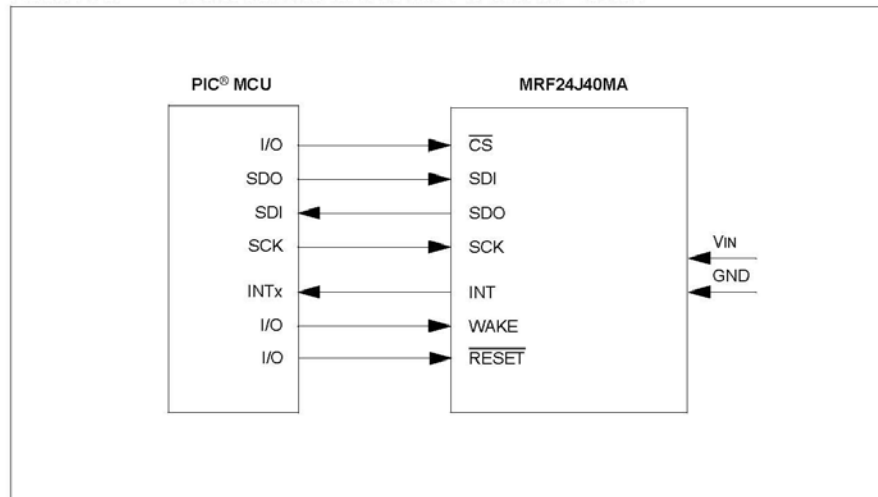 PIC® MCU
MRF24J40MA
I/O
CS
SDO
SDI
SDI
SDO
SCK
SCK
VIN
GND
INTx
INT
I/O
WAKE
I/O
RESET